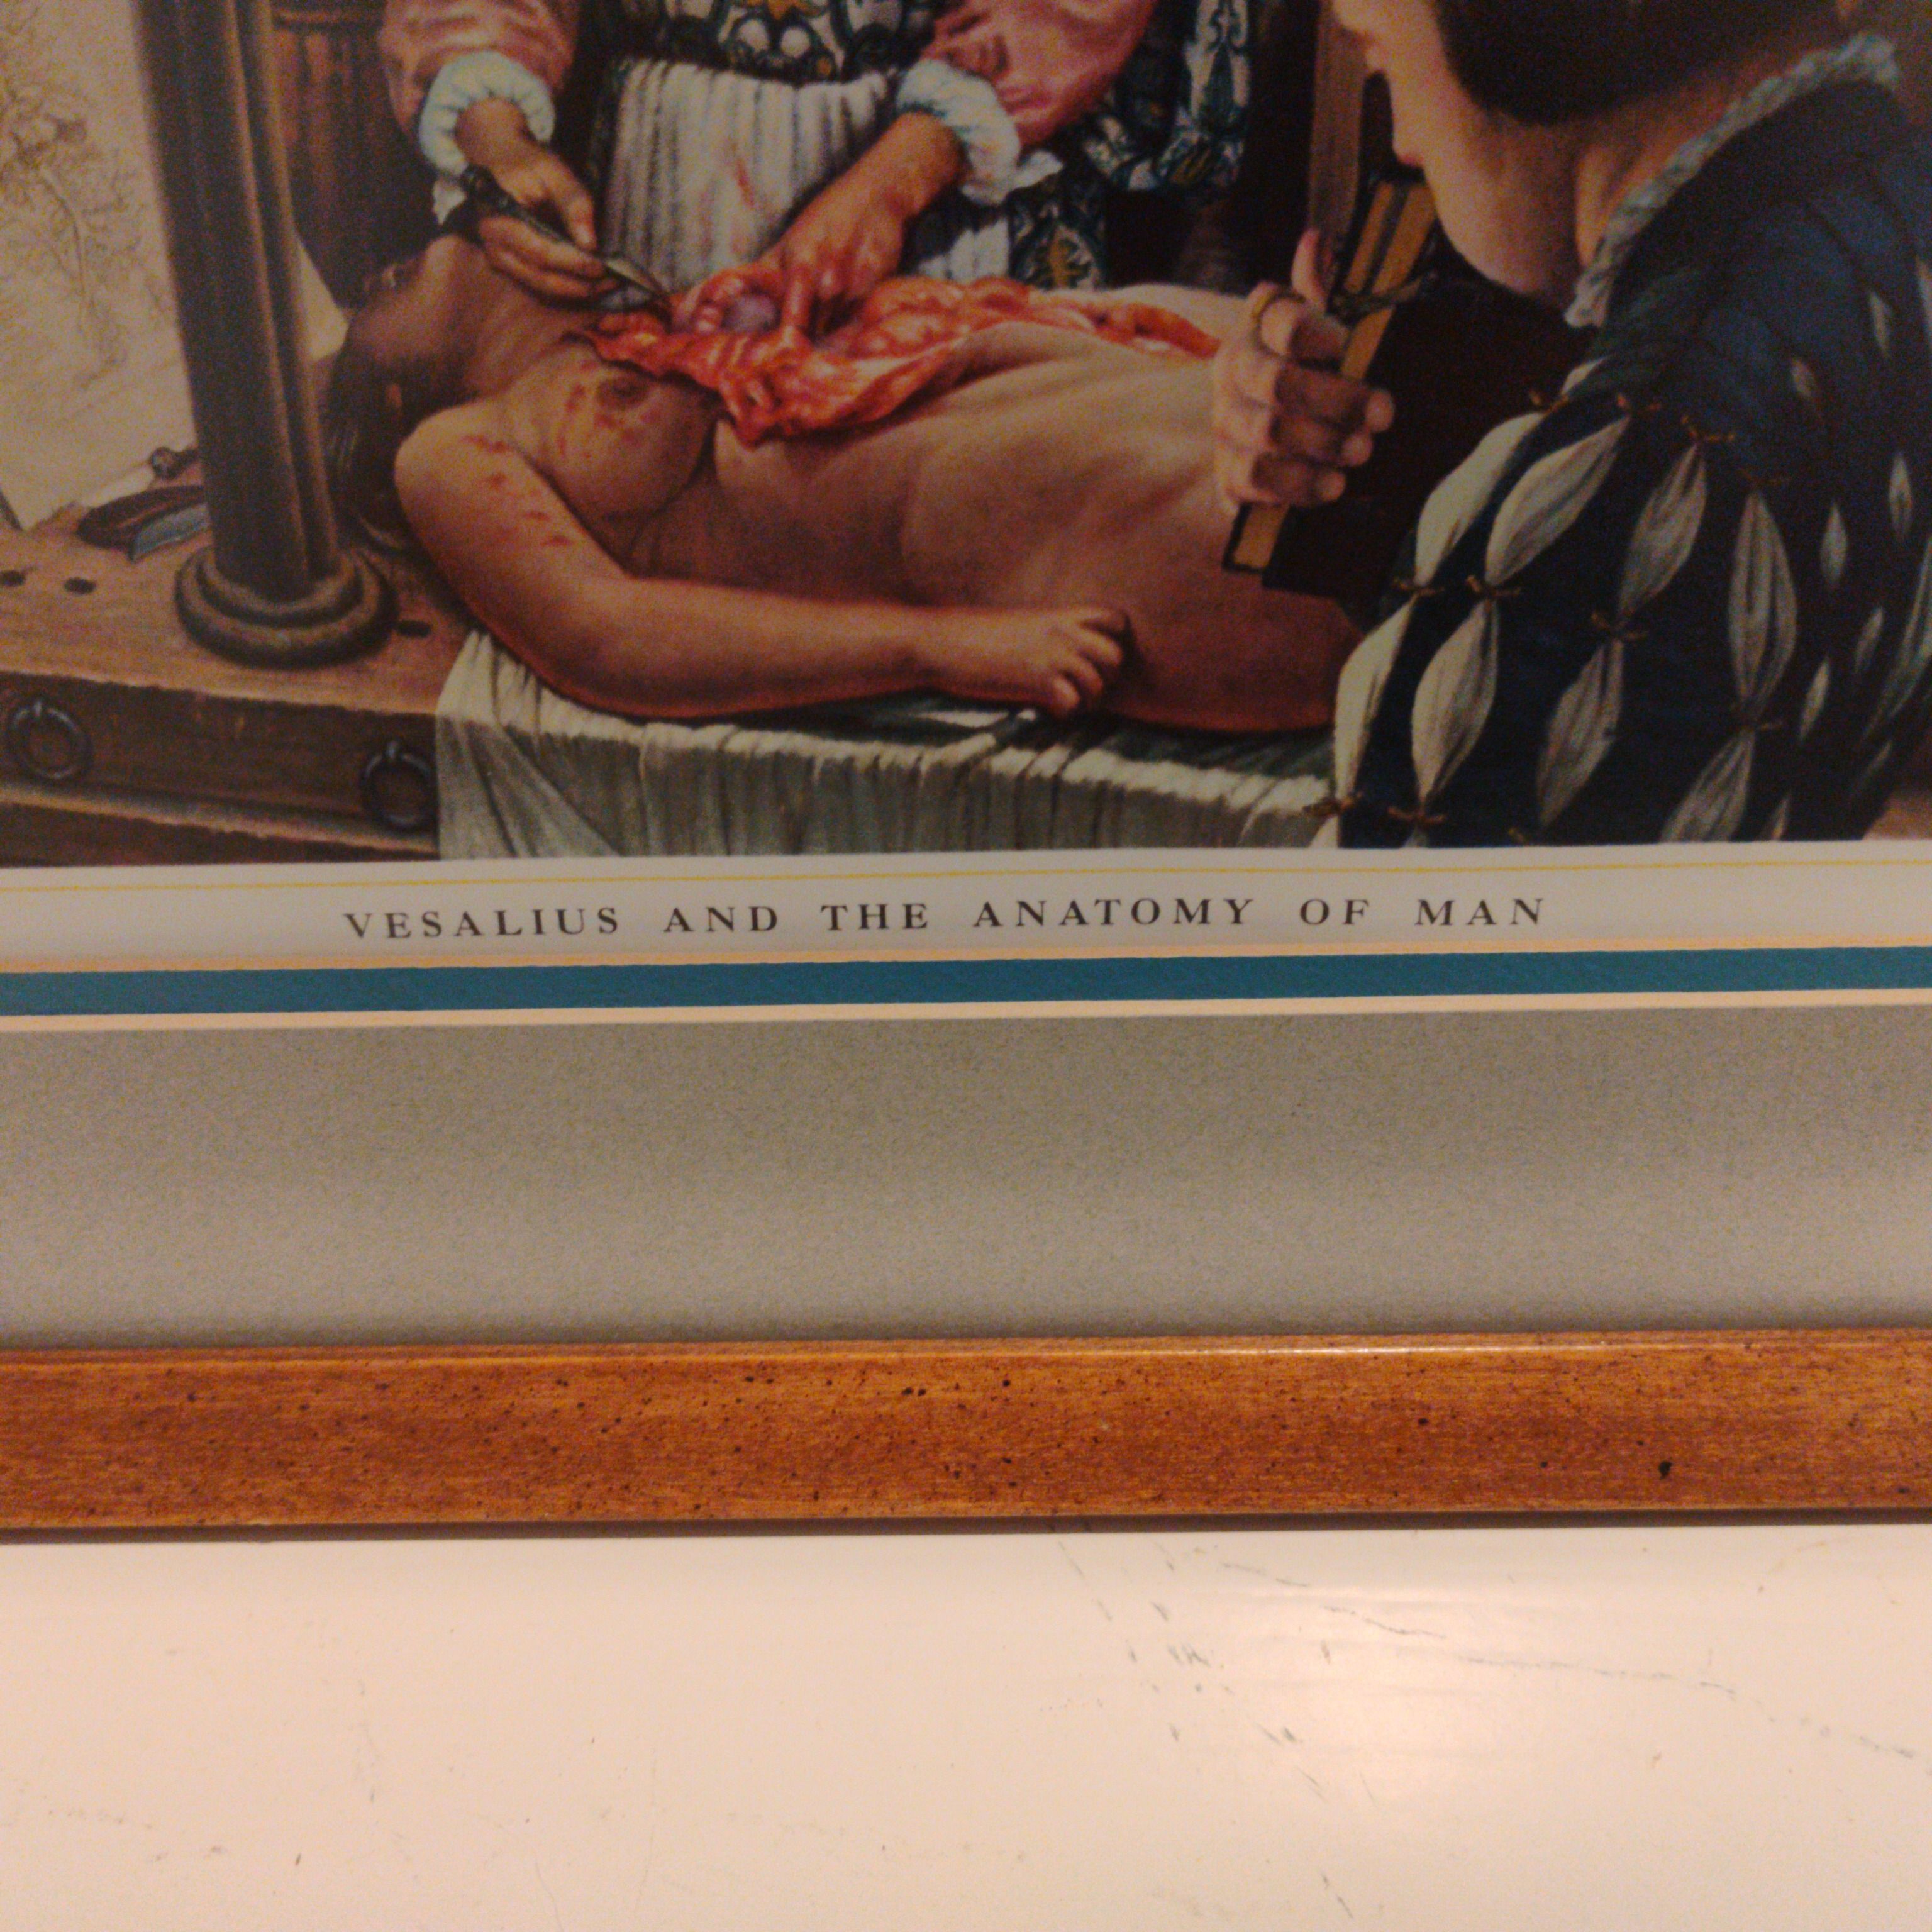 VESALIUS AND THE ANATOMY OF MAN